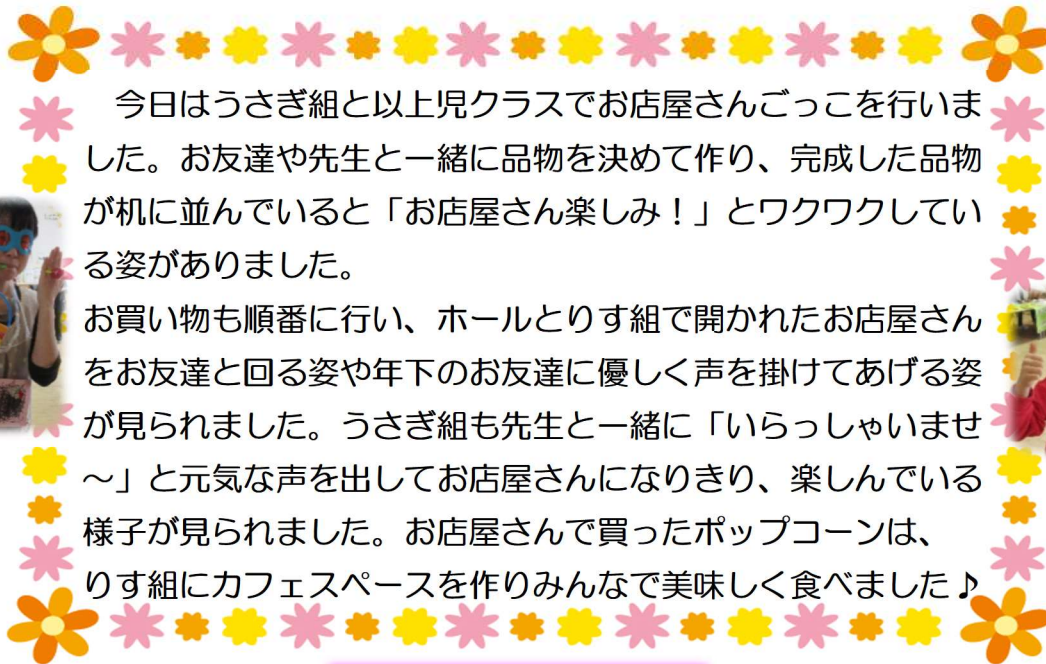 今日はうさぎ組と以上児クラスでお店屋さんごっこを行いま
した。お友達や先生と一緒に品物を決めて作り、完成した品物
が机に並んでいると「お店屋さん楽しみ！」とワクワクしてい
る姿がありました。
お買い物も順番に行い、ホールとりす組で開かれたお店屋さん
をお友達と回る姿や年下のお友達に優しく声を掛けてあげる姿
が見られました。うさぎ組も先生と一緒に「いらっしゃいませ
～」と元気な声を出してお店屋さんになりきり、楽しんでいる
様子が見られました。お店屋さんで買ったポップコーンは、
りす組にカフェスペースを作りみんなで美味しく食べました♪